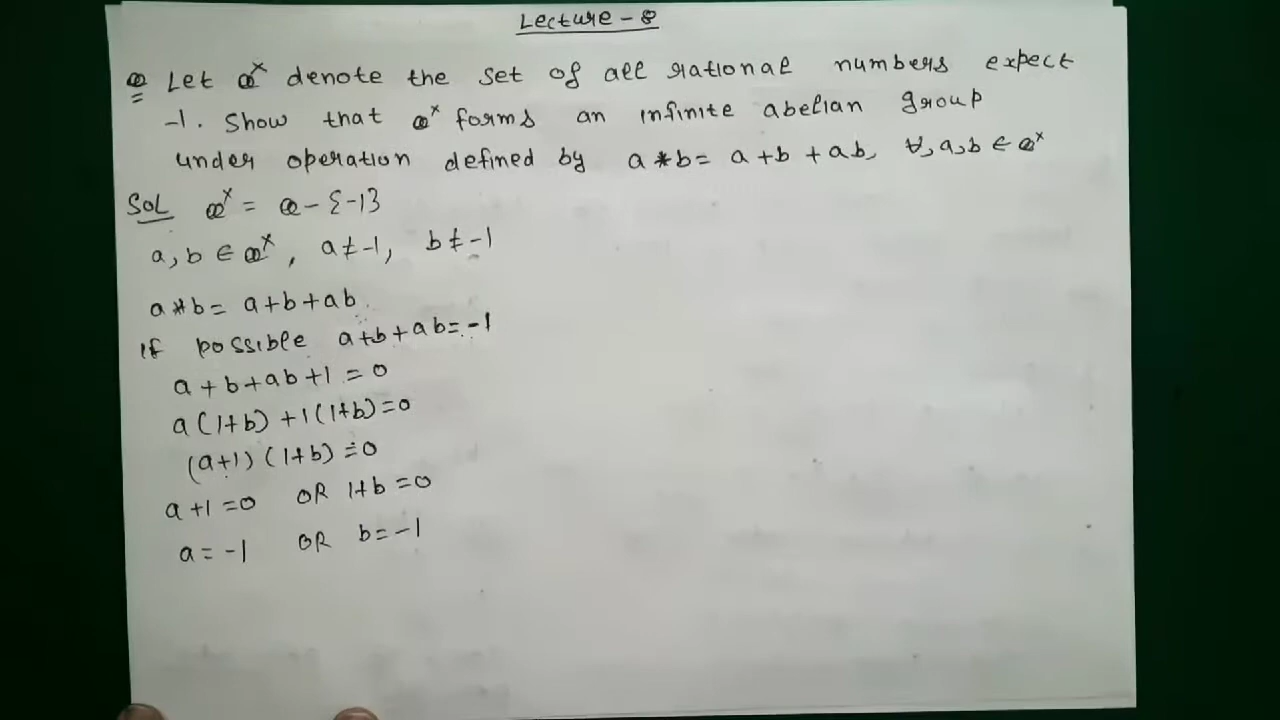 Lecture - 8
Q Let Q^x denote the set of all rational numbers expect
-1. Show that Q^x forms an infinite abelian group
under operation defined by a * b = a + b + ab, ∀, a, b ∈ Q^x
Sol Q^x = Q - {-1}
a, b ∈ Q^x, a ≠ -1, b ≠ -1
a * b = a + b + ab
If possible a + b + ab = -1
a + b + ab + 1 = 0
a(1+b) + 1(1+b) = 0
(a+1)(1+b) = 0
a + 1 = 0 OR 1 + b = 0
a = -1 OR b = -1